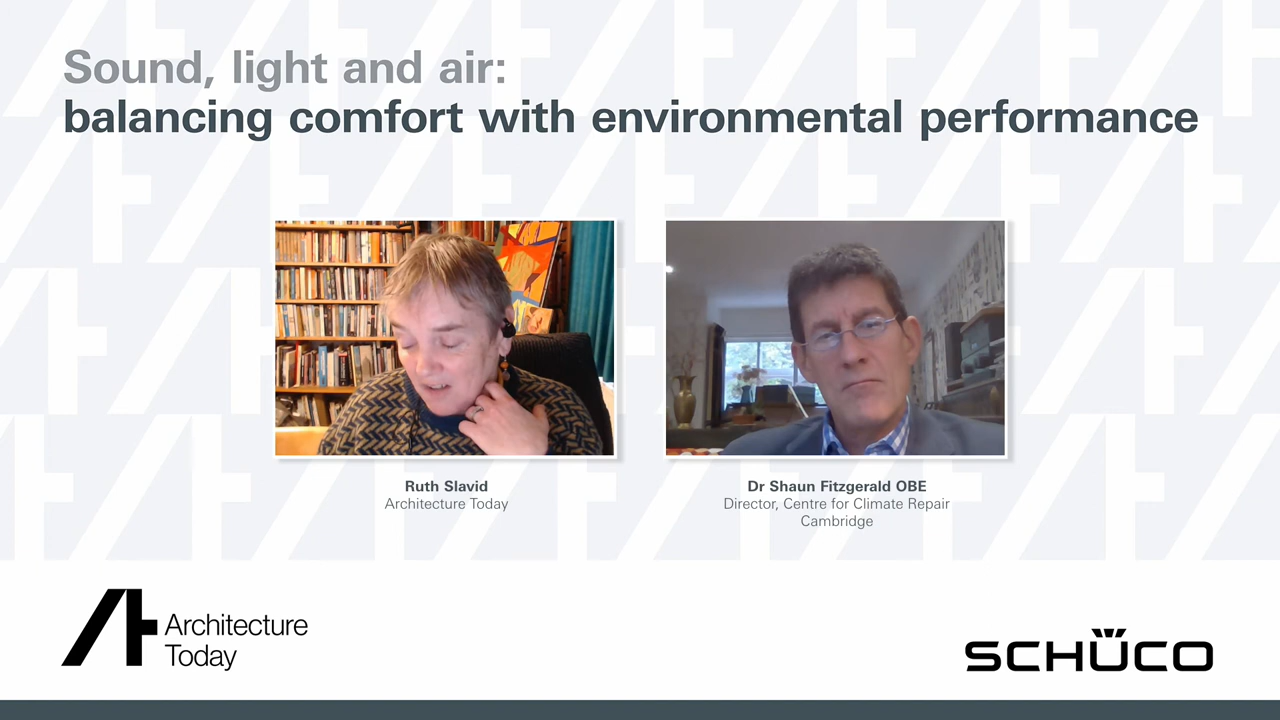 Sound, light and air:
balancing comfort with environmental performance
Ruth Slavid
Architecture Today
Dr Shaun Fitzgerald OBE
Director, Centre for Climate Repair
Cambridge
Architecture
Today
SCHÜCO